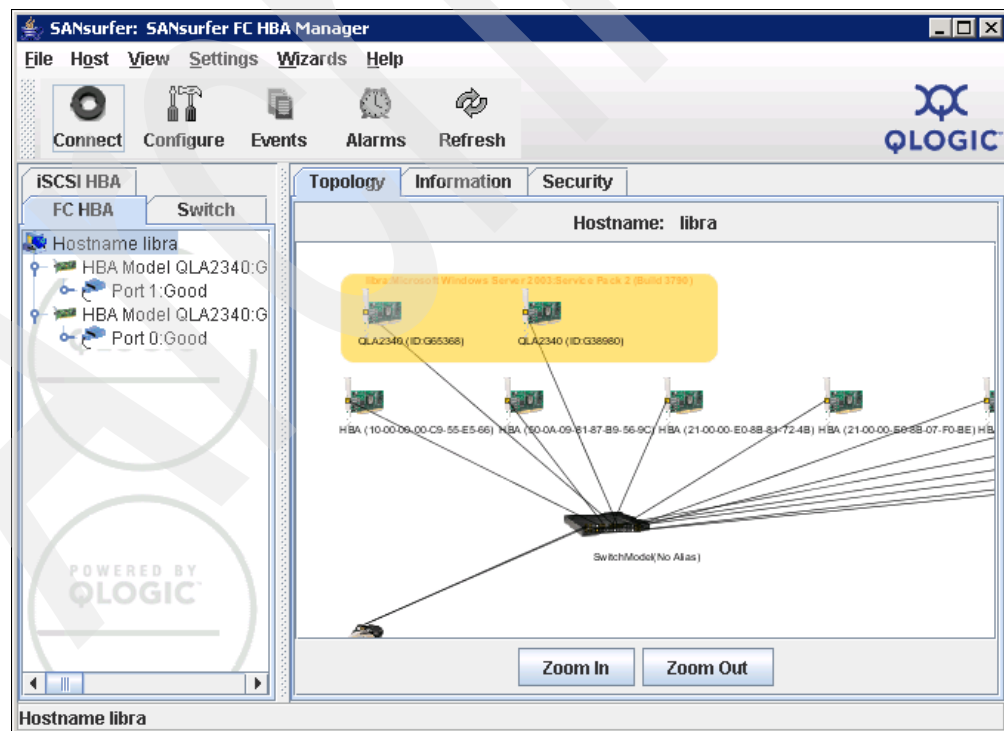 SANsurfer: SANsurfer FC HBA Manager
File Host View Settings Wizards Help
Connect Configure Events Alarms Refresh
QLOGIC
iSCSI HBA
FC HBA Switch
Hostname libra
HBA Model QLA2340:G
Port 1:Good
HBA Model QLA2340:G
Port 0:Good
POWERED BY
QLOGIC
Topology Information Security
Hostname: libra
libra:Microsoft Windows Server 2003:Service Pack 2 (Build 3790)
QLA2340 (ID:G65368) QLA2340 (ID:G38980)
HBA (10-00-00-00-C9-55-E5-66) HBA (50-0A-09-81-87-B9-56-9C) HBA (21-00-00-E0-8B-81-72-4B) HBA (21-00-00-E0-8B-07-F0-BE) HB
SwitchModel(No Alias)
Zoom In Zoom Out
Hostname libra